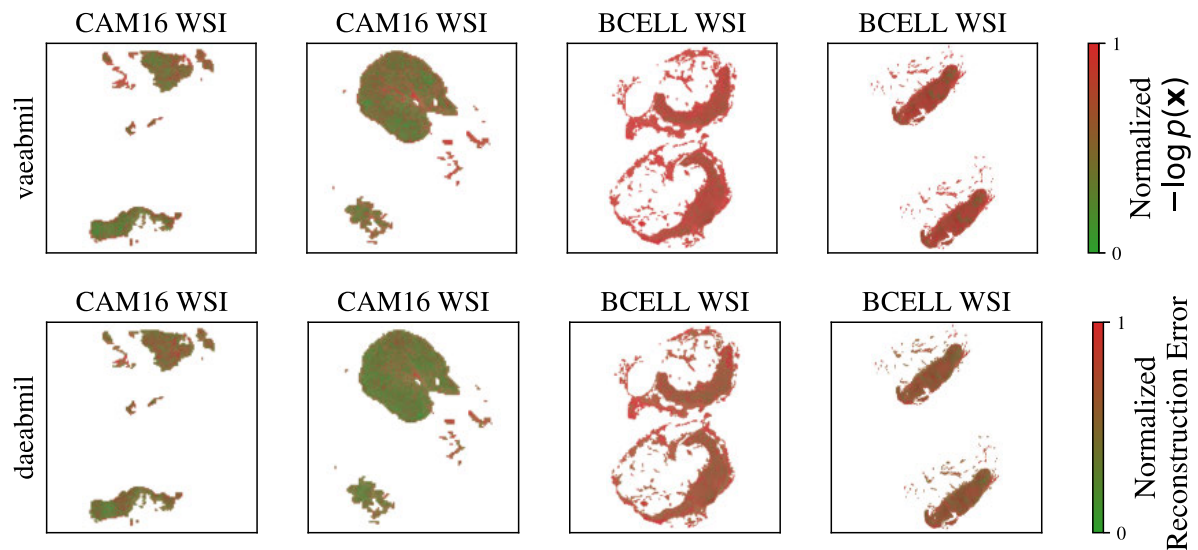 CAM16 WSI
CAM16 WSI
BCELL WSI
BCELL WSI
vaeabmil
1
0
Normalized
−log p(x)
CAM16 WSI
CAM16 WSI
BCELL WSI
BCELL WSI
daeabmil
1
0
Normalized
Reconstruction Error